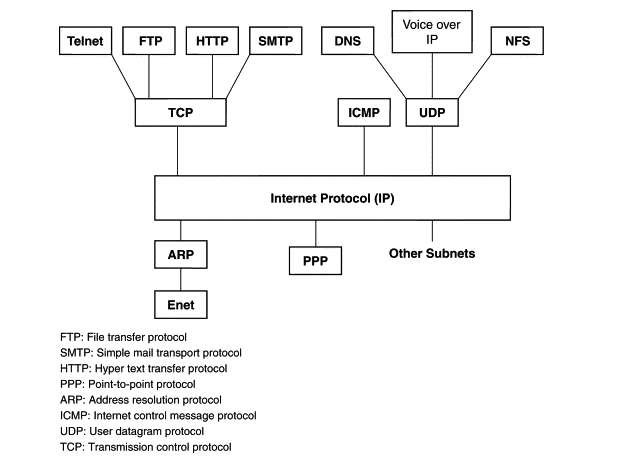 Telnet
FTP
HTTP
SMTP
DNS
Voice over
IP
NFS
TCP
ICMP
UDP
Internet Protocol (IP)
ARP
PPP
Other Subnets
Enet
FTP: File transfer protocol
SMTP: Simple mail transport protocol
HTTP: Hyper text transfer protocol
PPP: Point-to-point protocol
ARP: Address resolution protocol
ICMP: Internet control message protocol
UDP: User datagram protocol
TCP: Transmission control protocol